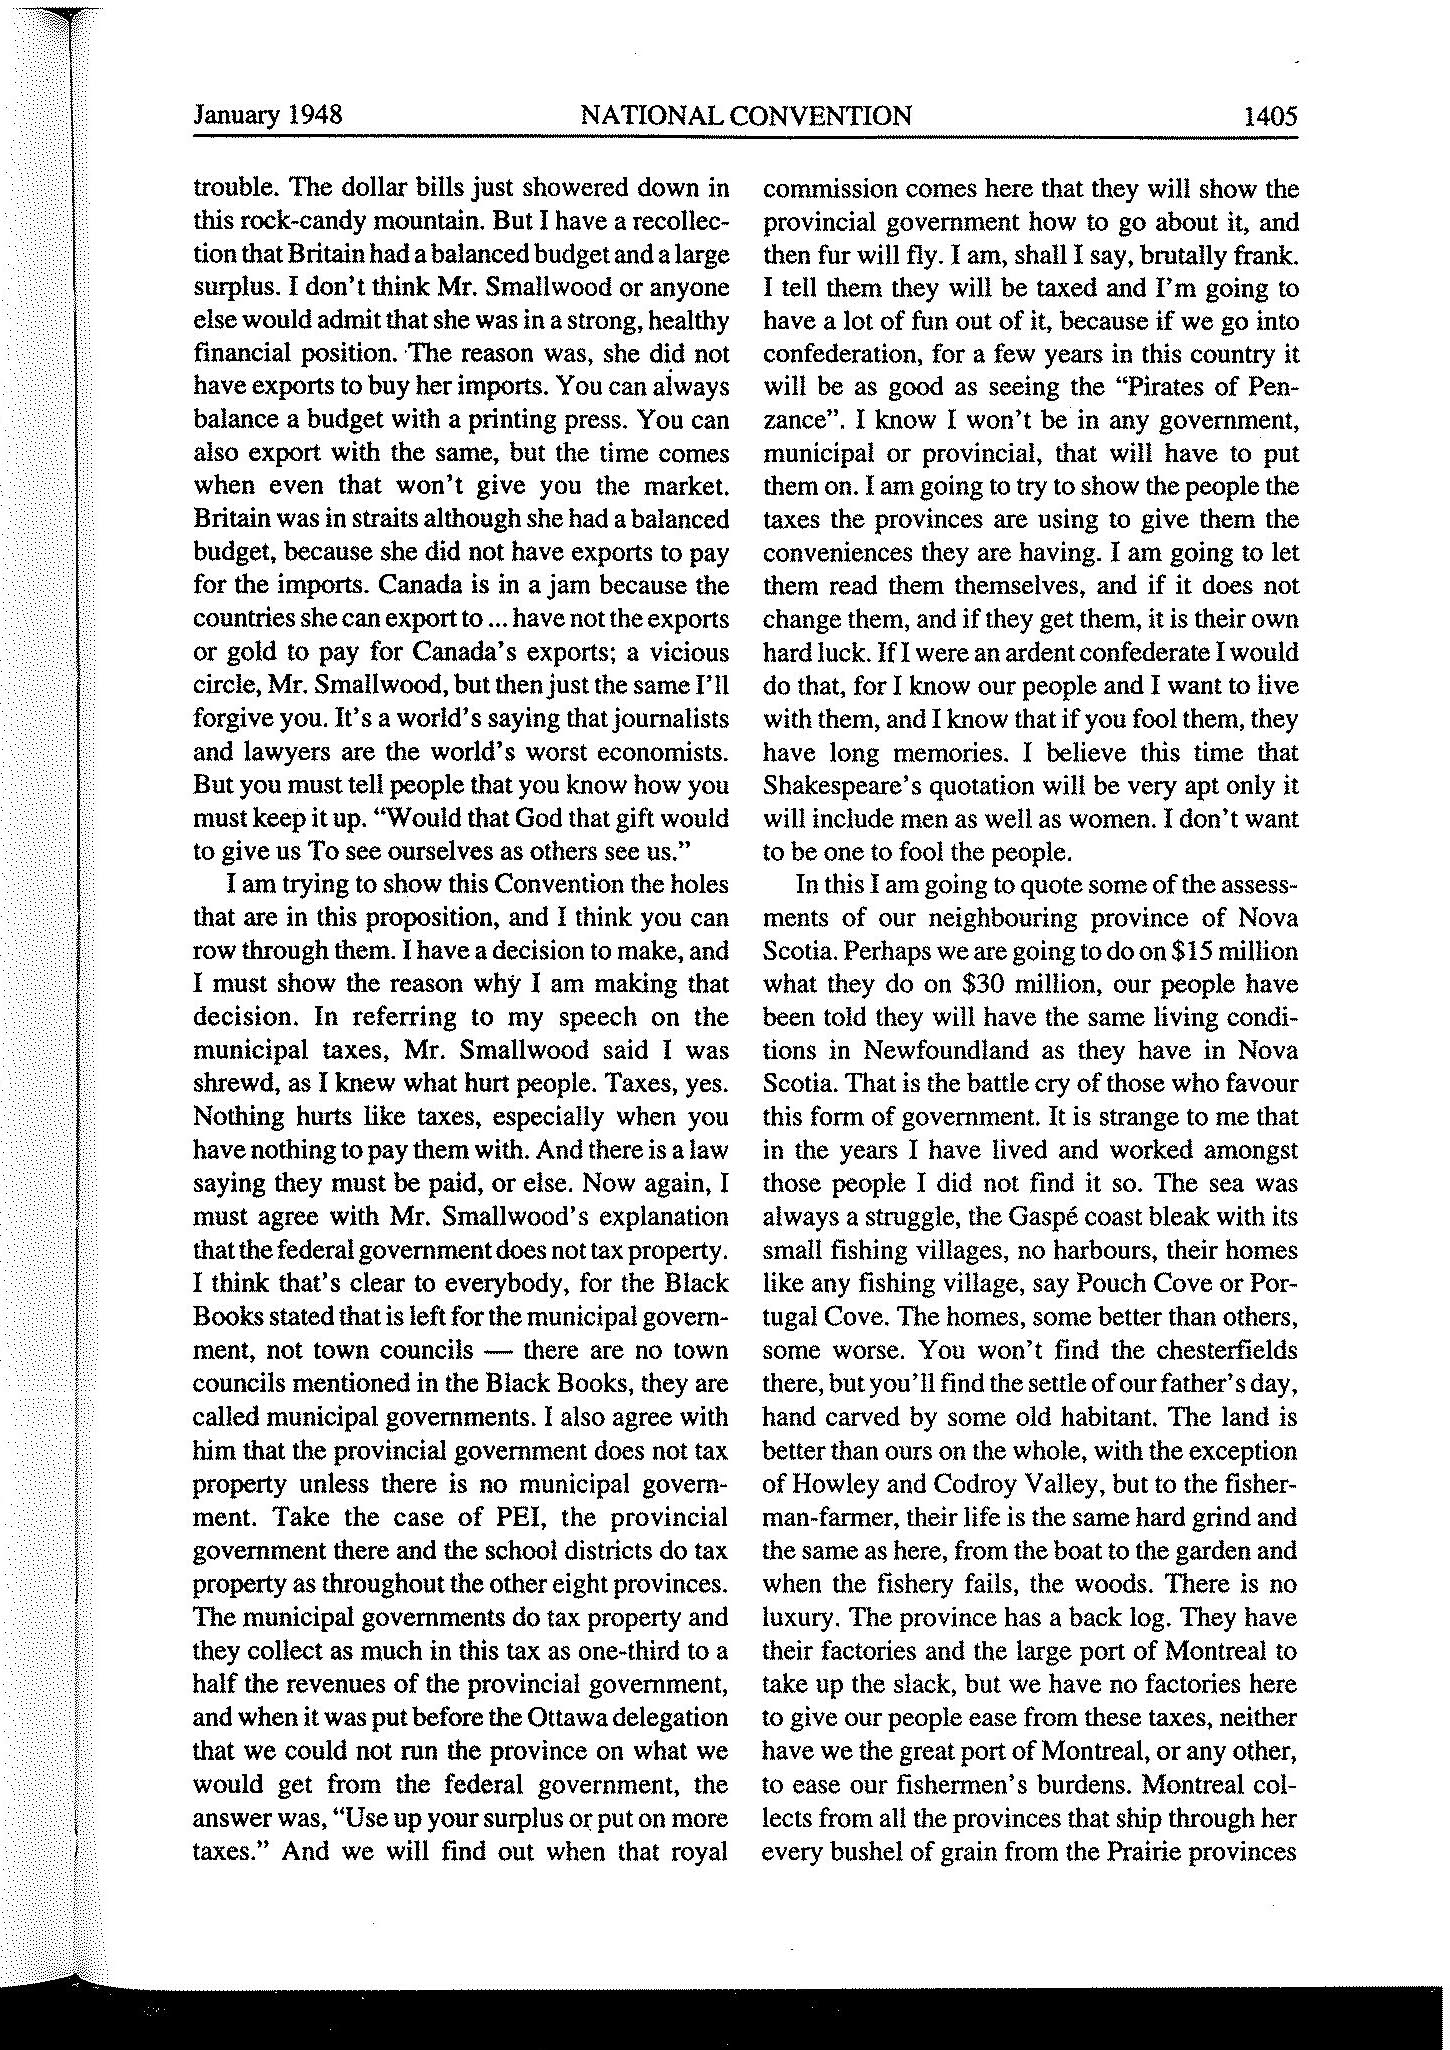 January 1948 NATIONAL CONVENTION 1405
trouble. The dollar bills just showered down in
this rock-candy mountain. But I have a recollec-
tion that Britain had a balanced budget and a large
surplus. I don't think Mr. Smallwood or anyone
else would admit that she was in a strong, healthy
financial position. The reason was, she did not
have exports to buy her imports. You can always
balance a budget with a printing press. You can
also export with the same, but the time comes
when even that won't give you the market.
Britain was in straits although she had a balanced
budget, because she did not have exports to pay
for the imports. Canada is in a jam because the
countries she can export to ... have not the exports
or gold to pay for Canada's exports; a vicious
circle, Mr. Smallwood, but then just the same I'll
forgive you. It's a world's saying that journalists
and lawyers are the world's worst economists.
But you must tell people that you know how you
must keep it up. “Would that God that gift would
to give us To see ourselves as others see us.”
I am trying to show this Convention the holes
that are in this proposition, and I think you can
row through them. I have a decision to make, and
I must show the reason why I am making that
decision. In referring to my speech on the
municipal taxes, Mr. Smallwood said I was
shrewd, as I knew what hurt people. Taxes, yes.
Nothing hurts like taxes, especially when you
have nothing to pay them with. And there is a law
saying they must be paid, or else. Now again, I
must agree with Mr. Smallwood's explanation
that the federal government does not tax property.
I think that's clear to everybody, for the Black
Books stated that is left for the municipal govern-
ment, not town councils — there are no town
councils mentioned in the Black Books, they are
called municipal governments. I also agree with
him that the provincial government does not tax
property unless there is no municipal govern-
ment. Take the case of PEI, the provincial
government there and the school districts do tax
property as throughout the other eight provinces.
The municipal governments do tax property and
they collect as much in this tax as one-third to a
half the revenues of the provincial government,
and when it was put before the Ottawa delegation
that we could not run the province on what we
would get from the federal government, the
answer was, “Use up your surplus or put on more
taxes.” And we will find out when that royal
commission comes here that they will show the
provincial government how to go about it, and
then fur will fly. I am, shall I say, brutally frank.
I tell them they will be taxed and I'm going to
have a lot of fun out of it, because if we go into
confederation, for a few years in this country it
will be as good as seeing the “Pirates of Pen-
zance”. I know I won't be in any government,
municipal or provincial, that will have to put
them on. I am going to try to show the people the
taxes the provinces are using to give them the
conveniences they are having. I am going to let
them read them themselves, and if it does not
change them, and if they get them, it is their own
hard luck. If I were an ardent confederate I would
do that, for I know our people and I want to live
with them, and I know that if you fool them, they
have long memories. I believe this time that
Shakespeare's quotation will be very apt only it
will include men as well as women. I don't want
to be one to fool the people.
In this I am going to quote some of the assess-
ments of our neighbouring province of Nova
Scotia. Perhaps we are going to do on $15 million
what they do on $30 million, our people have
been told they will have the same living condi-
tions in Newfoundland as they have in Nova
Scotia. That is the battle cry of those who favour
this form of government. It is strange to me that
in the years I have lived and worked amongst
those people I did not find it so. The sea was
always a struggle, the Gaspé coast bleak with its
small fishing villages, no harbours, their homes
like any fishing village, say Pouch Cove or Por-
tugal Cove. The homes, some better than others,
some worse. You won't find the chesterfields
there, but you'll find the settle of our father's day,
hand carved by some old habitant. The land is
better than ours on the whole, with the exception
of Howley and Codroy Valley, but to the fisher-
man-farmer, their life is the same hard grind and
the same as here, from the boat to the garden and
when the fishery fails, the woods. There is no
luxury. The province has a back log. They have
their factories and the large port of Montreal to
take up the slack, but we have no factories here
to give our people ease from these taxes, neither
have we the great port of Montreal, or any other,
to ease our fishermen's burdens. Montreal col-
lects from all the provinces that ship through her
every bushel of grain from the Prairie provinces